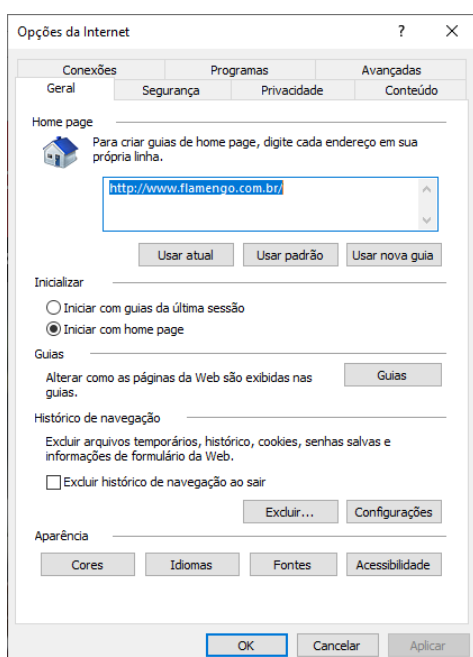 Opções da Internet ? ×
Conexões Programas Avançadas
Geral Segurança Privacidade Conteúdo
Home page
Para criar guias de home page, digite cada endereço em sua
própria linha.
http://www.flamengo.com.br/
Usar atual Usar padrão Usar nova guia
Inicializar
Iniciar com guias da última sessão
Iniciar com home page
Guias
Alterar como as páginas da Web são exibidas nas
guias.
Guias
Histórico de navegação
Excluir arquivos temporários, histórico, cookies, senhas salvas e
informações de formulário da Web.
Excluir histórico de navegação ao sair
Excluir... Configurações
Aparência
Cores Idiomas Fontes Acessibilidade
OK Cancelar Aplicar